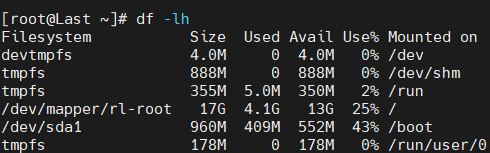 [root@Last ~]# df -lh
Filesystem Size Used Avail Use% Mounted on
devtmpfs 4.0M 0 4.0M 0% /dev
tmpfs 888M 0 888M 0% /dev/shm
tmpfs 355M 5.0M 350M 2% /run
/dev/mapper/rl-root 17G 4.1G 13G 25% /
/dev/sda1 960M 409M 552M 43% /boot
tmpfs 178M 0 178M 0% /run/user/0